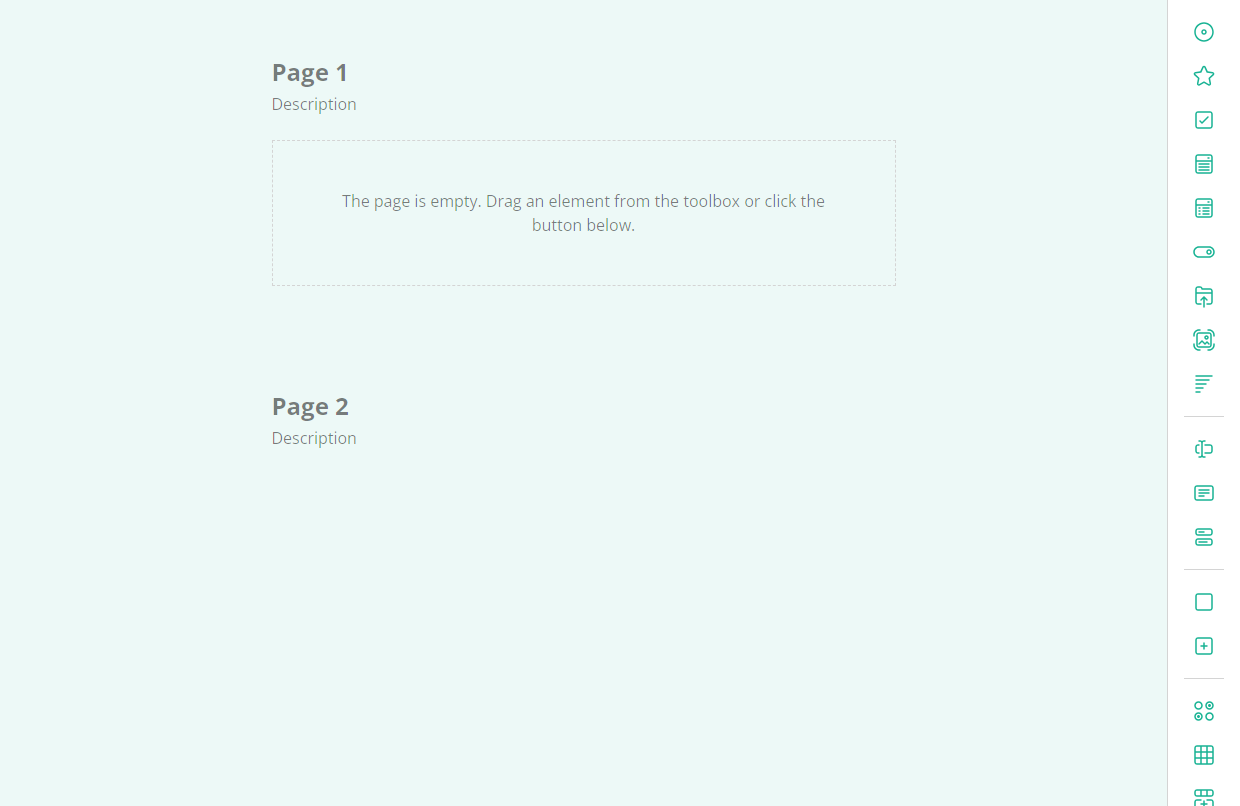 Page 1
Description
The page is empty. Drag an element from the toolbox or click the
button below.
Page 2
Description